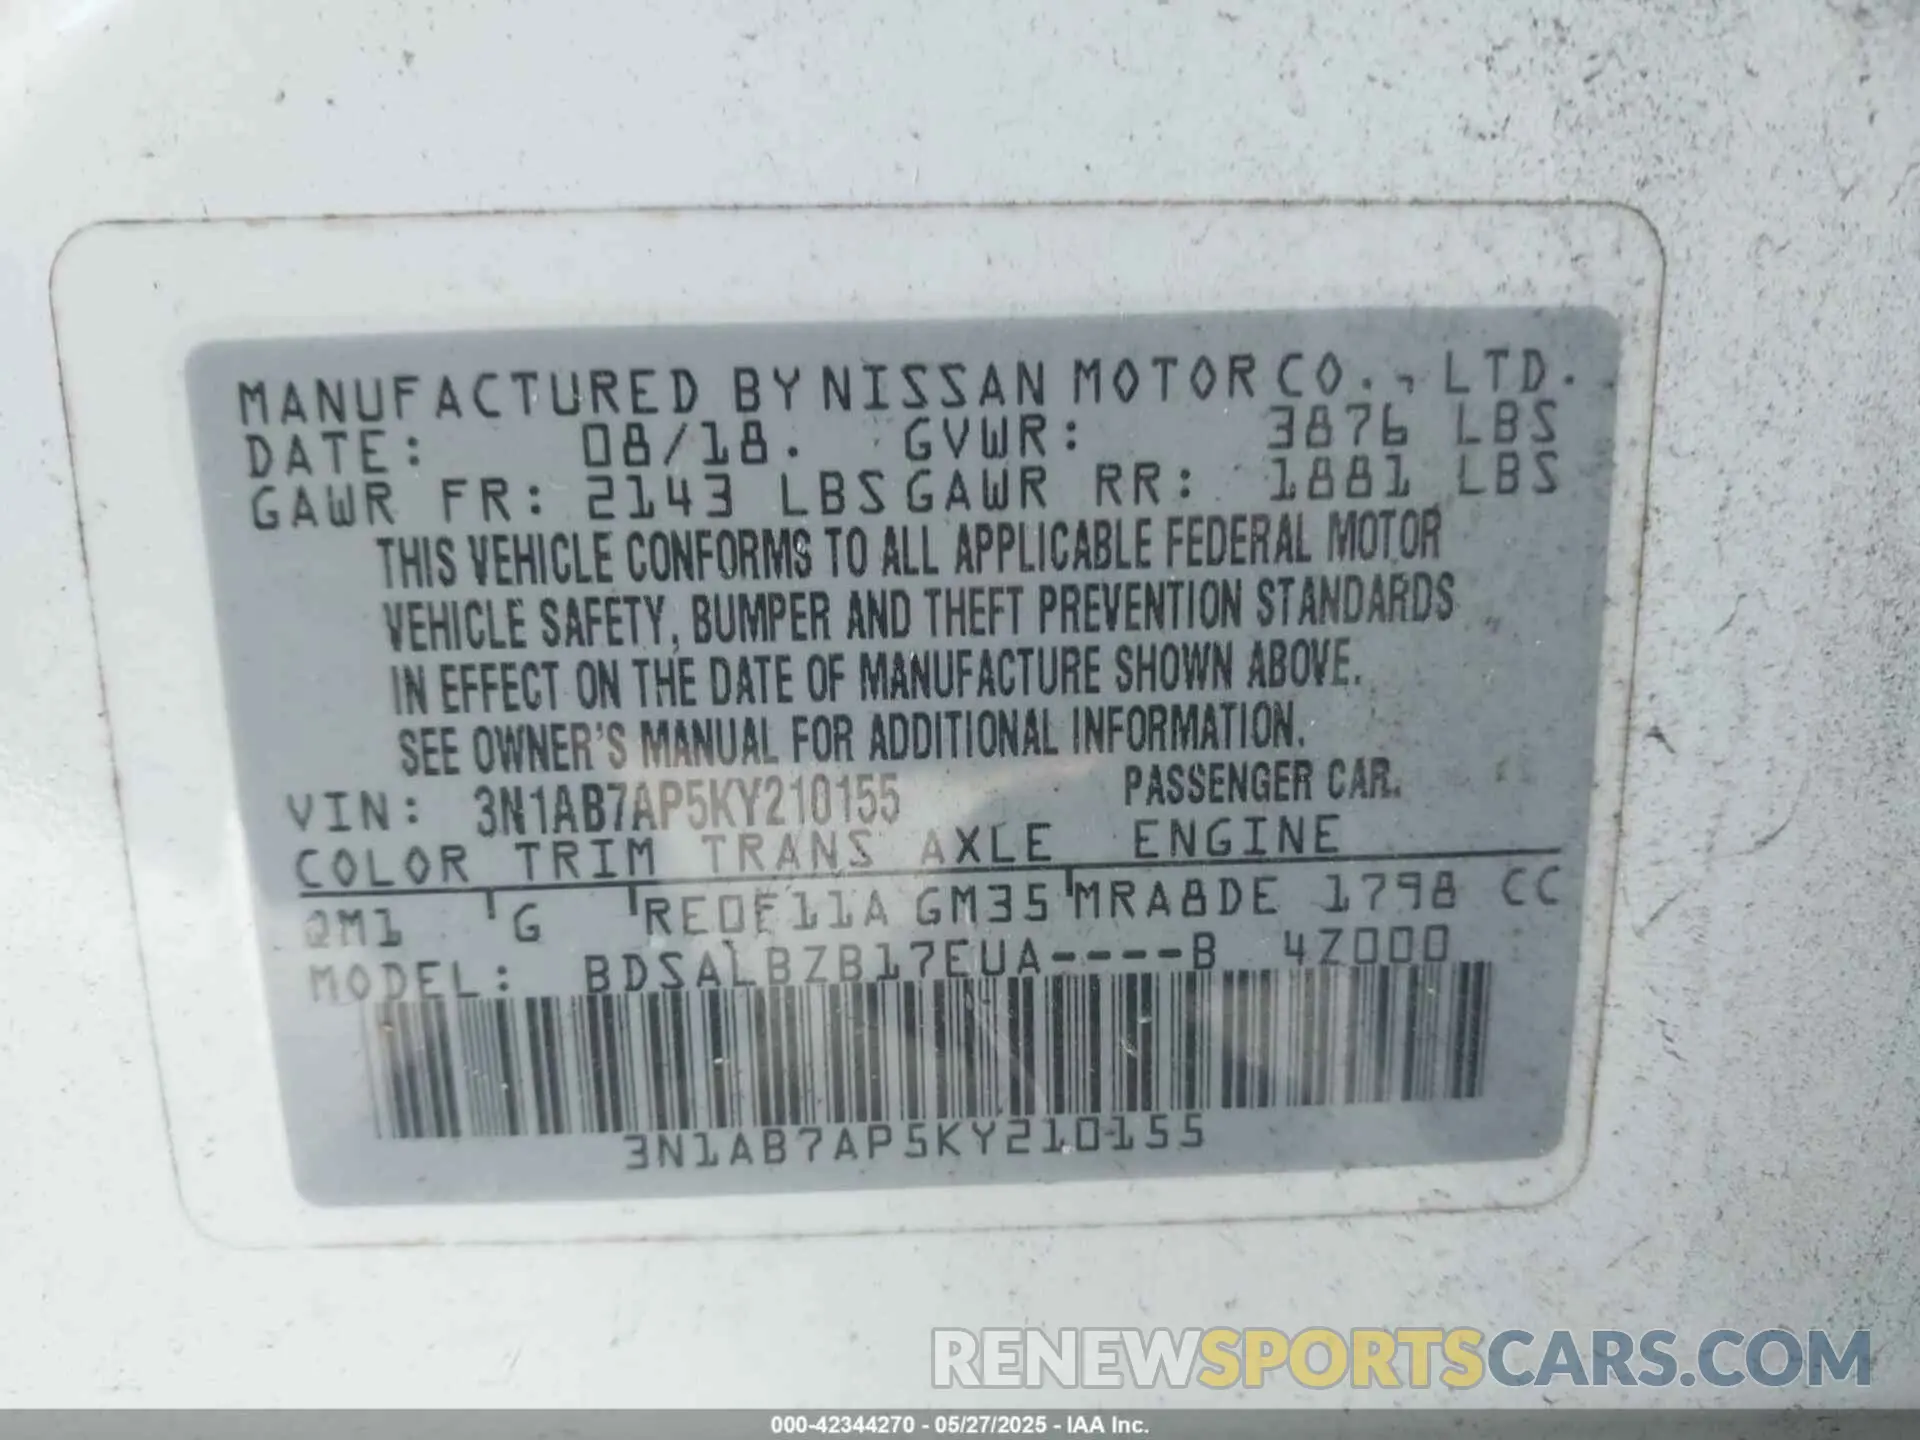 MANUFACTURED BY NISSAN MOTOR CO., LTD.
DATE: 08/18. GVWR: 3876 LBS
GAWR FR: 2143 LBS GAWR RR: 1881 LBS
THIS VEHICLE CONFORMS TO ALL APPLICABLE FEDERAL MOTOR
VEHICLE SAFETY, BUMPER AND THEFT PREVENTION STANDARDS
IN EFFECT ON THE DATE OF MANUFACTURE SHOWN ABOVE.
SEE OWNER'S MANUAL FOR ADDITIONAL INFORMATION.
VIN: 3N1AB7AP5KY210155 PASSENGER CAR.
COLOR TRIM TRANS AXLE ENGINE
QM1 G RE0F11A GM35 MRA8DE 1798 CC
MODEL: BDSALBZB17EUA----B 4Z000
3N1AB7AP5KY210155
RENEWSPORTSCARS.COM
000-42344270 - 05/27/2025 - IAA Inc.